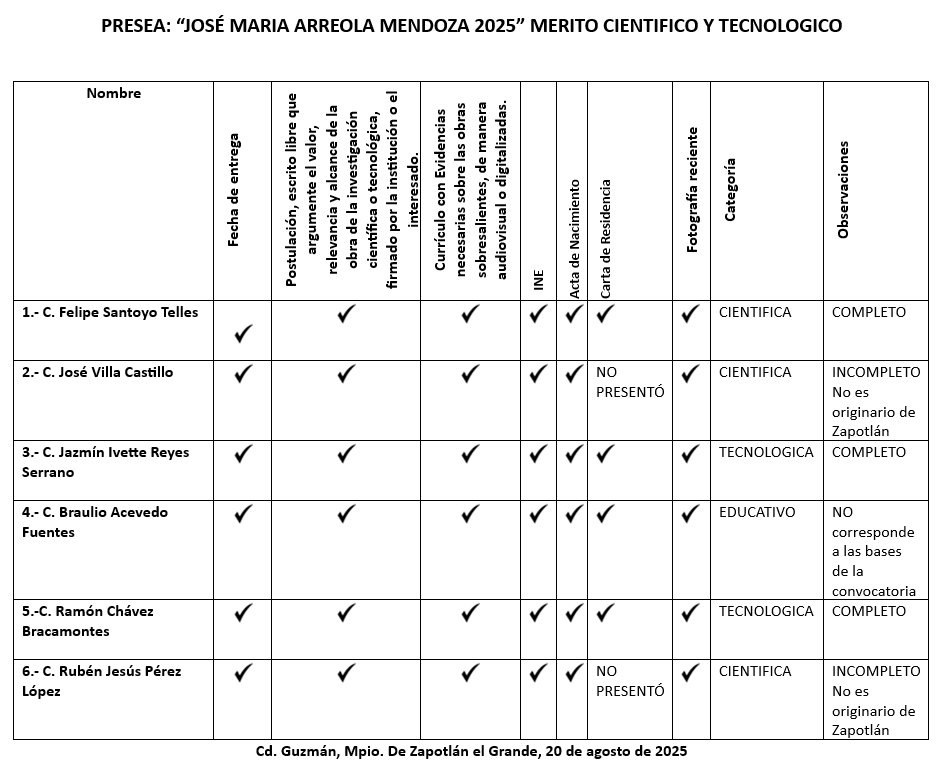 PRESEA: “JOSÉ MARIA ARREOLA MENDOZA 2025” MERITO CIENTIFICO Y TECNOLOGICO
Nombre
Fecha de entrega
Postulación, escrito libre que
argumente el valor,
relevancia y alcance de la
obra de la investigación
científica o tecnológica,
firmado por la institución o el
interesado.
Currículo con Evidencias
necesarias sobre las obras
sobresalientes, de manera
audiovisual o digitalizadas.
INE
Acta de Nacimiento
Carta de Residencia
Fotografía reciente
Categoría
Observaciones
1.- C. Felipe Santoyo Telles
✓ ✓ ✓ ✓ ✓ ✓ ✓
CIENTIFICA
COMPLETO
2.- C. José Villa Castillo
✓ ✓ ✓ ✓ ✓
NO
PRESENTÓ
✓
CIENTIFICA
INCOMPLETO
No es
originario de
Zapotlán
3.- C. Jazmín Ivette Reyes
Serrano
✓ ✓ ✓ ✓ ✓ ✓ ✓
TECNOLOGICA
COMPLETO
4.- C. Braulio Acevedo
Fuentes
✓ ✓ ✓ ✓ ✓ ✓ ✓
EDUCATIVO
NO
corresponde
a las bases
de la
convocatoria
5.-C. Ramón Chávez
Bracamontes
✓ ✓ ✓ ✓ ✓ ✓ ✓
TECNOLOGICA
COMPLETO
6.- C. Rubén Jesús Pérez
López
✓ ✓ ✓ ✓ ✓
NO
PRESENTÓ
✓
CIENTIFICA
INCOMPLETO
No es
originario de
Zapotlán
Cd. Guzmán, Mpio. De Zapotlán el Grande, 20 de agosto de 2025